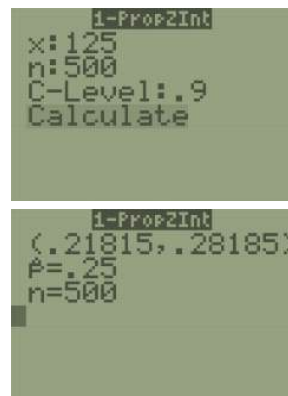 1-PropZInt
x:125
n:500
C-Level:.9
Calculate
1-PropZInt
(.21815,.28185)
p̂=.25
n=500